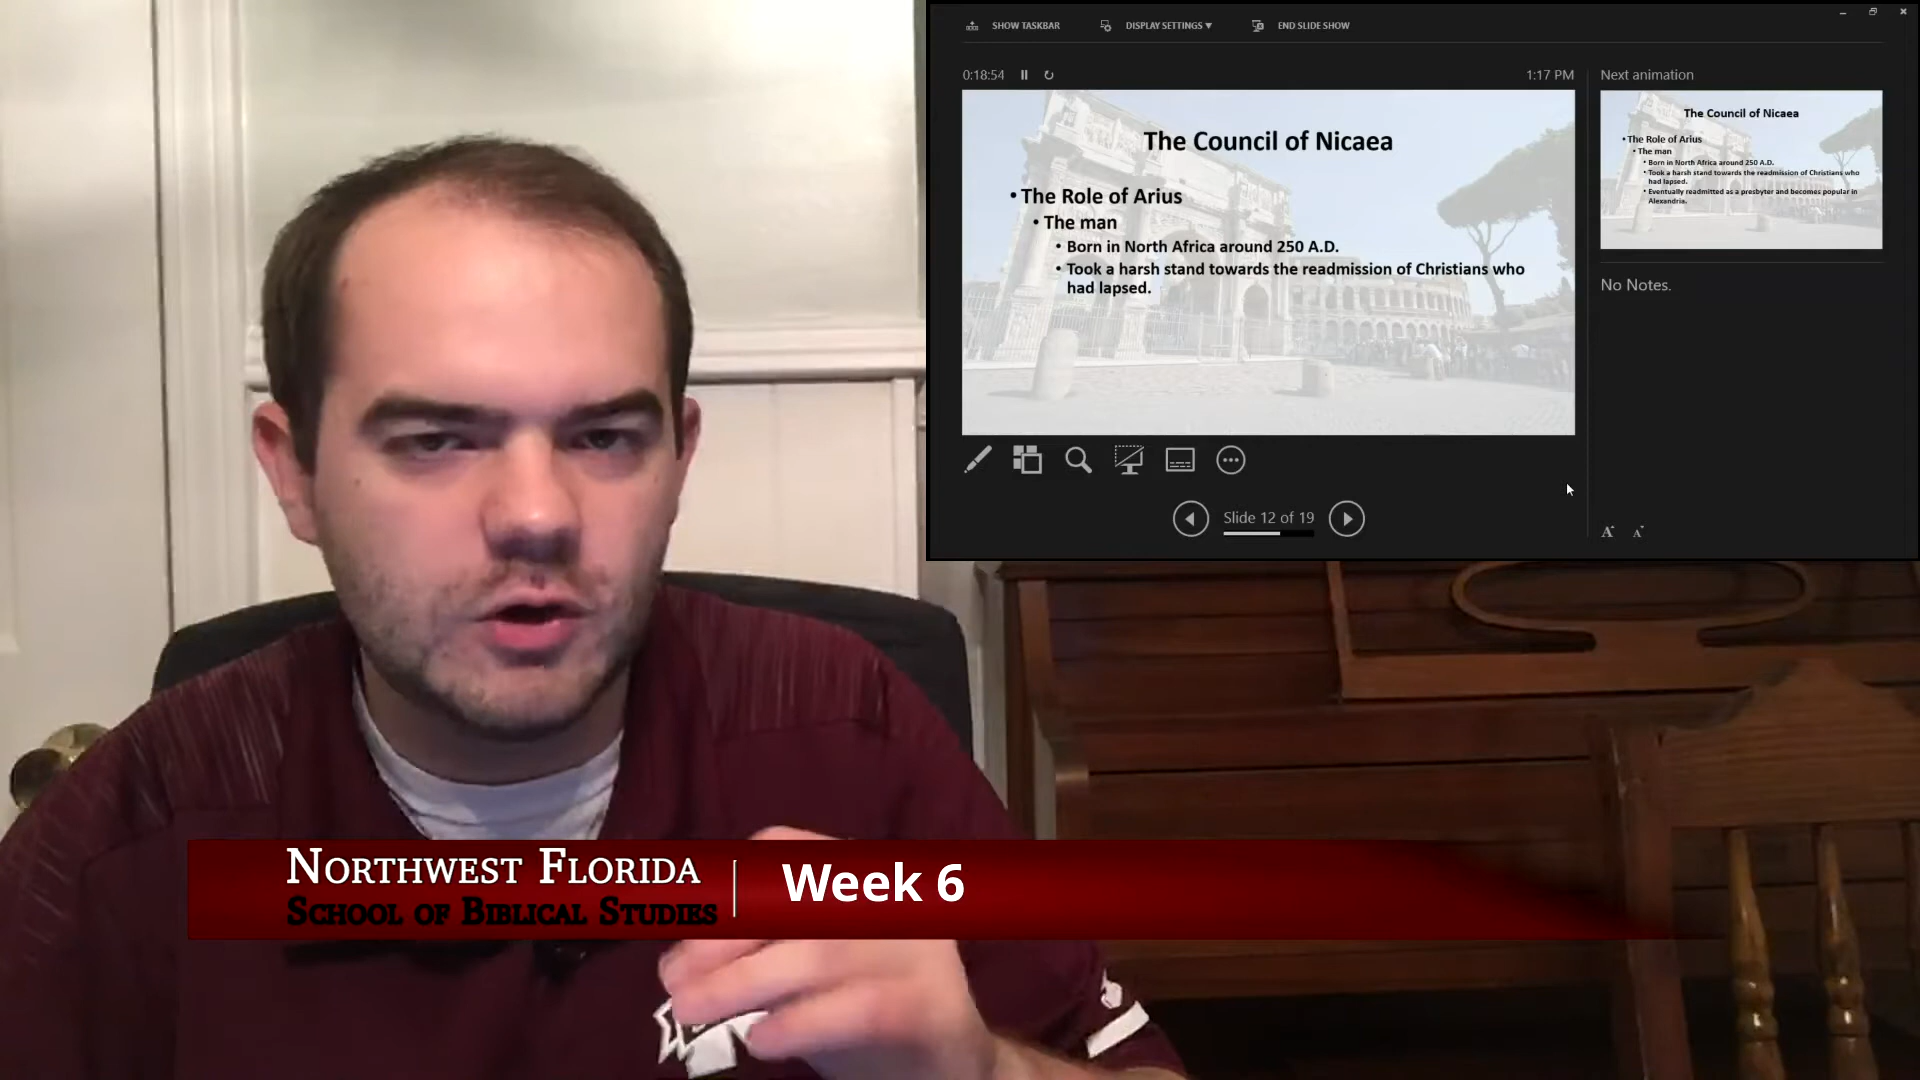 SHOW TASKBAR
DISPLAY SETTINGS ▼
END SLIDE SHOW
0:18:54
1:17 PM
The Council of Nicaea
• The Role of Arius
• The man
• Born in North Africa around 250 A.D.
• Took a harsh stand towards the readmission of Christians who
had lapsed.
Slide 12 of 19
Next animation
The Council of Nicaea
• The Role of Arius
• The man
• Born in North Africa around 250 A.D.
• Took a harsh stand towards the readmission of Christians who
had lapsed.
• Eventually readmitted as a presbyter and becomes popular in
Alexandria.
No Notes.
A A
NORTHWEST FLORIDA
SCHOOL OF BIBLICAL STUDIES
Week 6